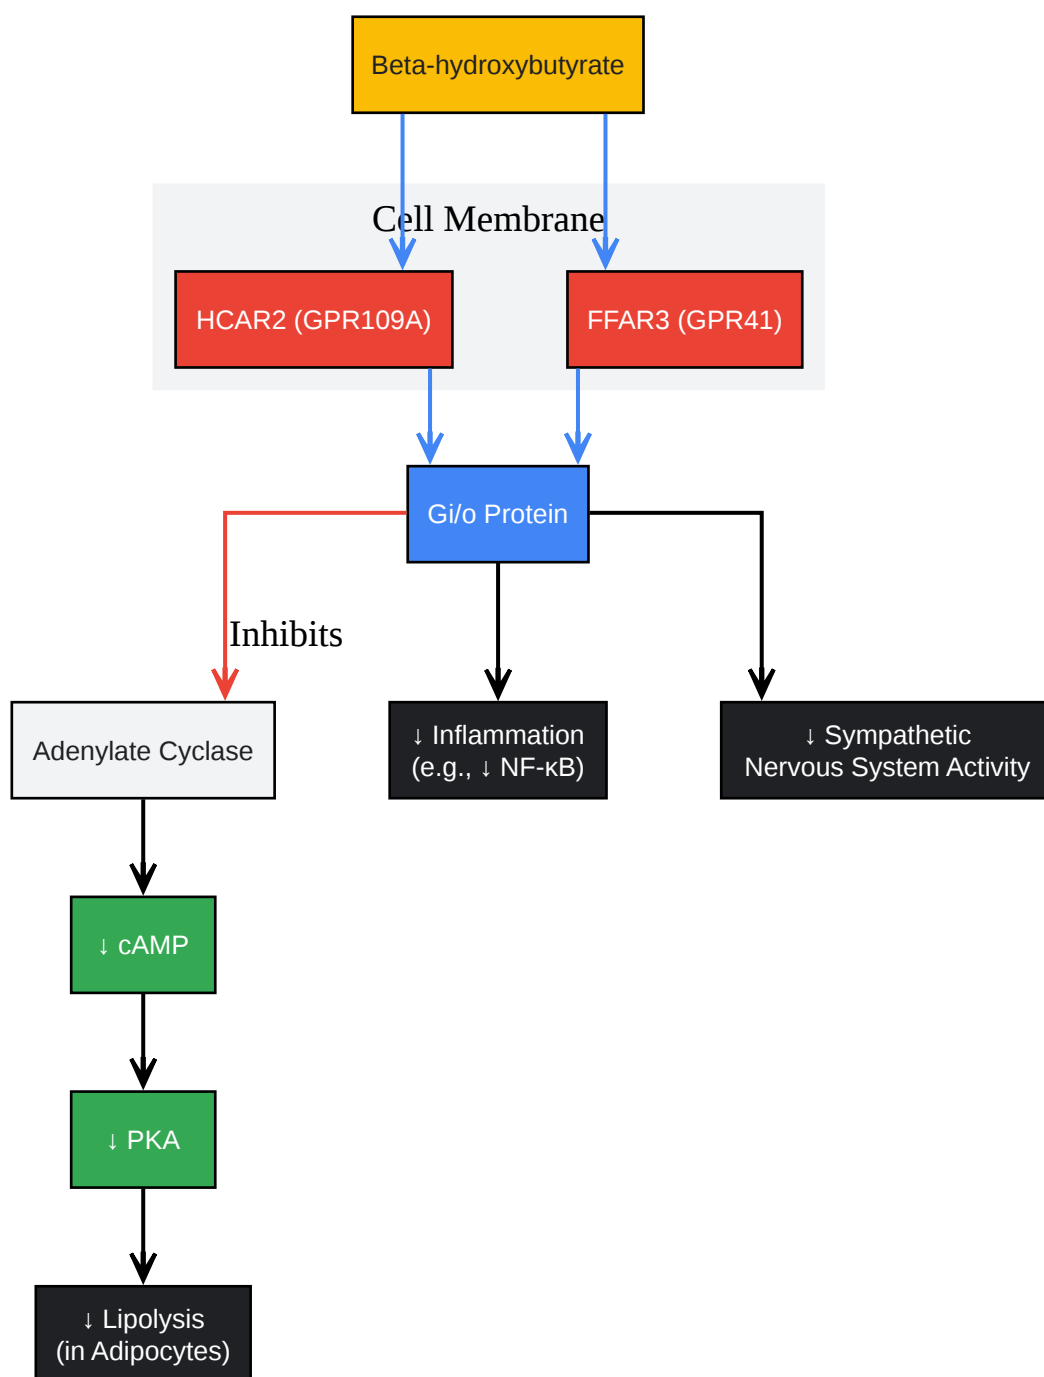 Beta-hydroxybutyrate
Cell Membrane
HCAR2 (GPR109A)
FFAR3 (GPR41)
Gi/o Protein
Inhibits
Adenylate Cyclase
↓ Inflammation
(e.g., ↓ NF-κB)
↓ Sympathetic
Nervous System Activity
↓ cAMP
↓ PKA
↓ Lipolysis
(in Adipocytes)